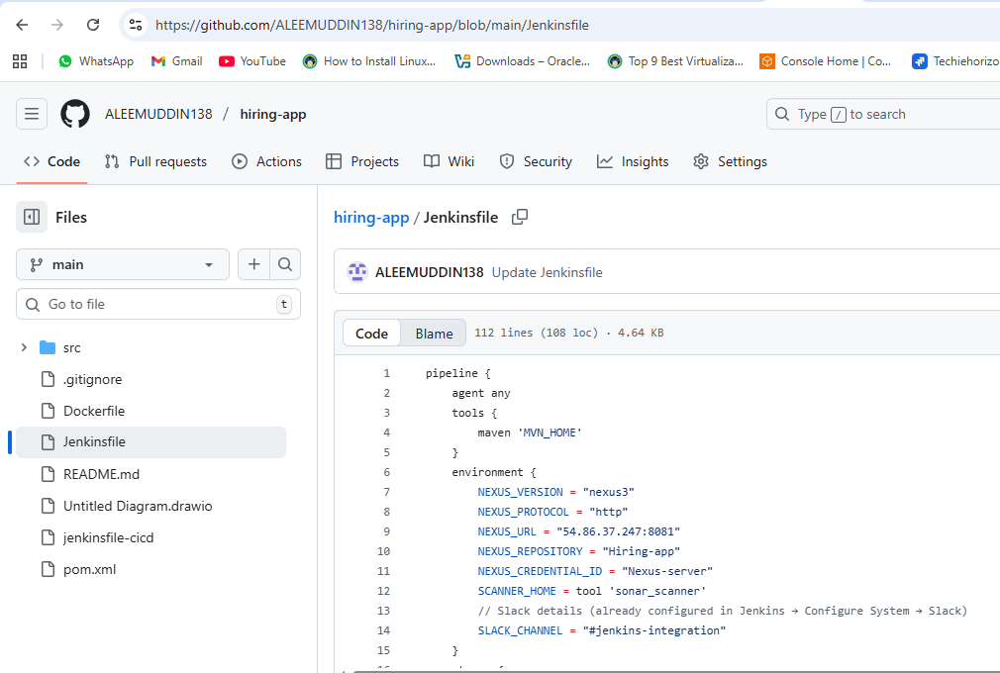 https://github.com/ALEEMUDDIN138/hiring-app/blob/main/Jenkinsfile
WhatsApp
Gmail
YouTube
How to Install Linux...
Downloads – Oracle...
Top 9 Best Virtualiza...
Console Home | Co...
Techiehorizo
ALEEMUDDIN138 / hiring-app
Type / to search
Code
Pull requests
Actions
Projects
Wiki
Security
Insights
Settings
Files
main
Go to file
t
src
.gitignore
Dockerfile
Jenkinsfile
README.md
Untitled Diagram.drawio
jenkinsfile-cicd
pom.xml
hiring-app / Jenkinsfile
ALEEMUDDIN138 Update Jenkinsfile
Code
Blame
112 lines (108 loc) · 4.64 KB
1 pipeline {
2 agent any
3 tools {
4 maven 'MVN_HOME'
5 }
6 environment {
7 NEXUS_VERSION = "nexus3"
8 NEXUS_PROTOCOL = "http"
9 NEXUS_URL = "54.86.37.247:8081"
10 NEXUS_REPOSITORY = "Hiring-app"
11 NEXUS_CREDENTIAL_ID = "Nexus-server"
12 SCANNER_HOME = tool 'sonar_scanner'
13 // Slack details (already configured in Jenkins → Configure System → Slack)
14 SLACK_CHANNEL = "#jenkins-integration"
15 }